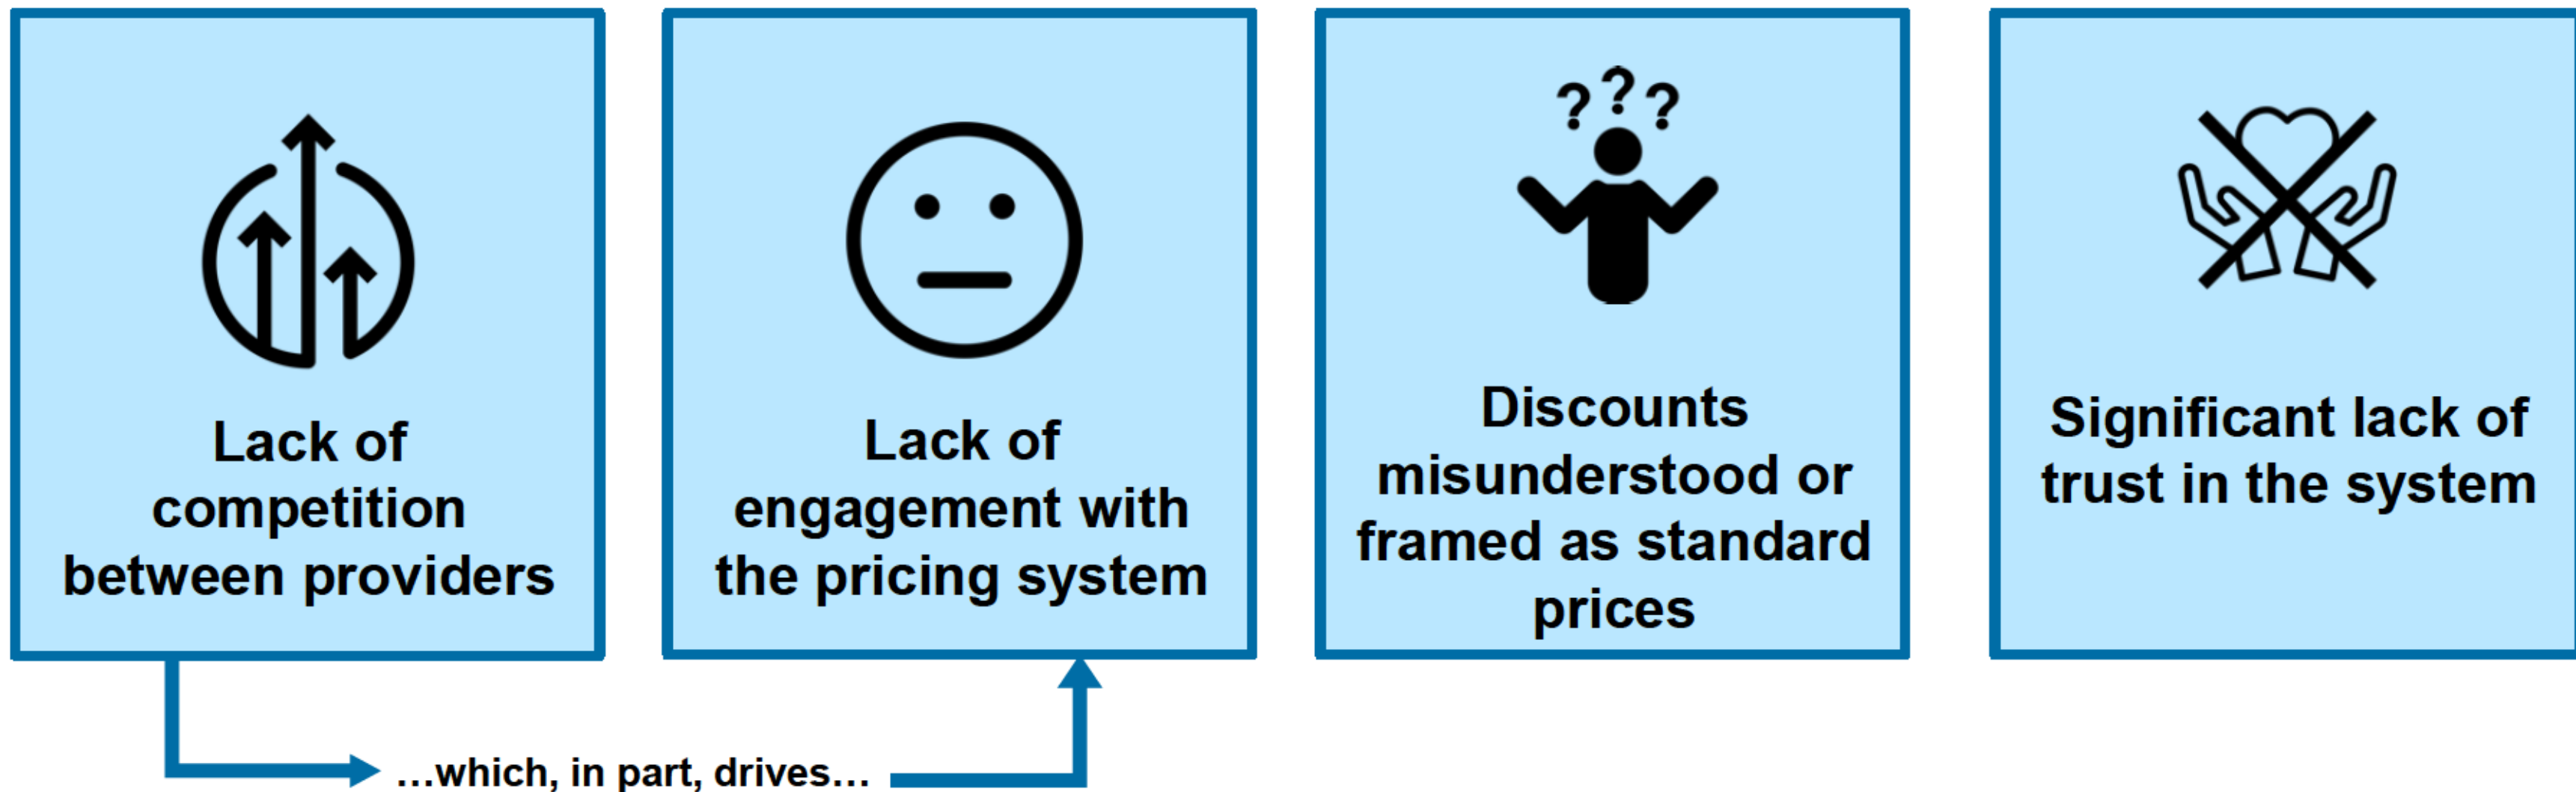 ? ? ?
Lack of
competition
between providers
Lack of
engagement with
the pricing system
Discounts
misunderstood or
framed as standard
prices
Significant lack of
trust in the system
…which, in part, drives…